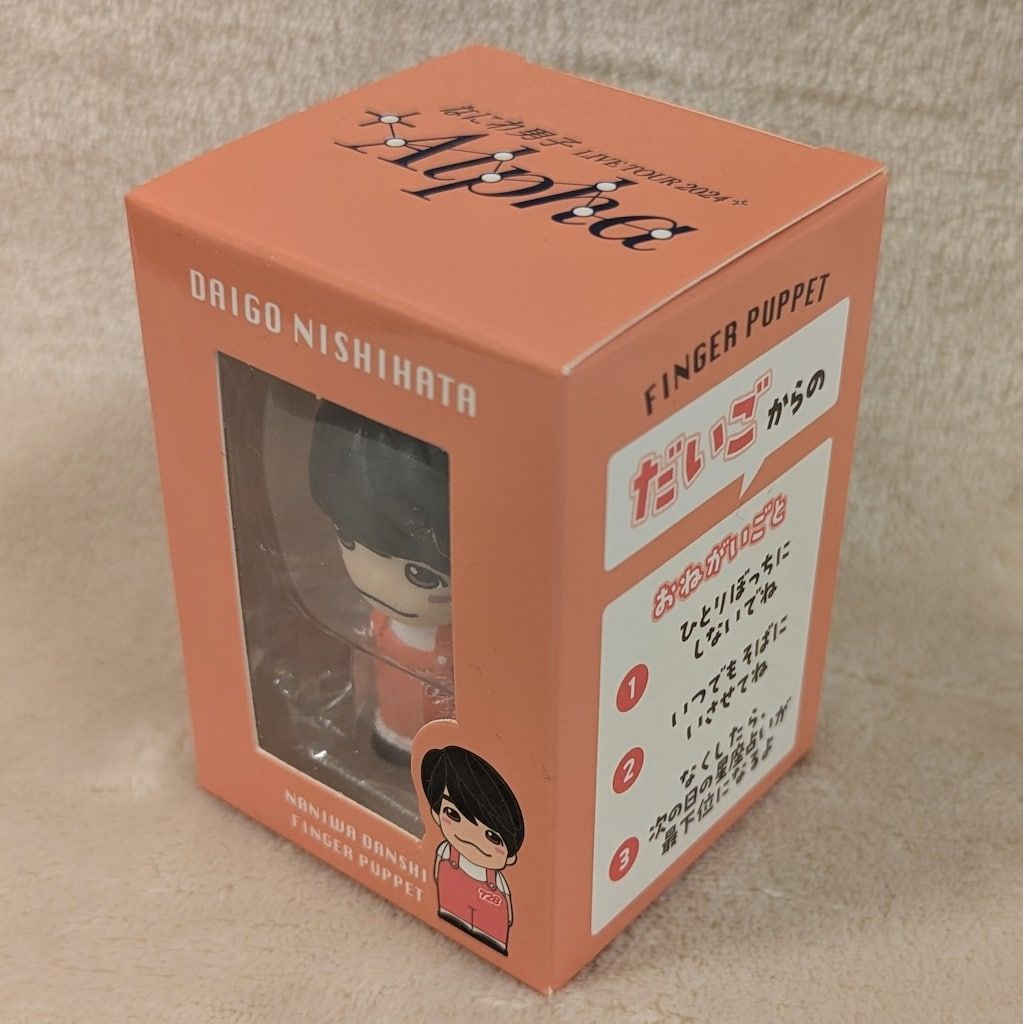 なにわ男子 LIVE TOUR 2024
Alpha
DAIGO NISHIHATA
NANIWA DANSHI
FINGER PUPPET
728
FINGER PUPPET
だいごからの
おねがいごと
1 ひとりぼっちに
しないでね
2 いつでもそばに
いさせてね
3 なくしたら、
次の日の星座占いが
最下位になるよ